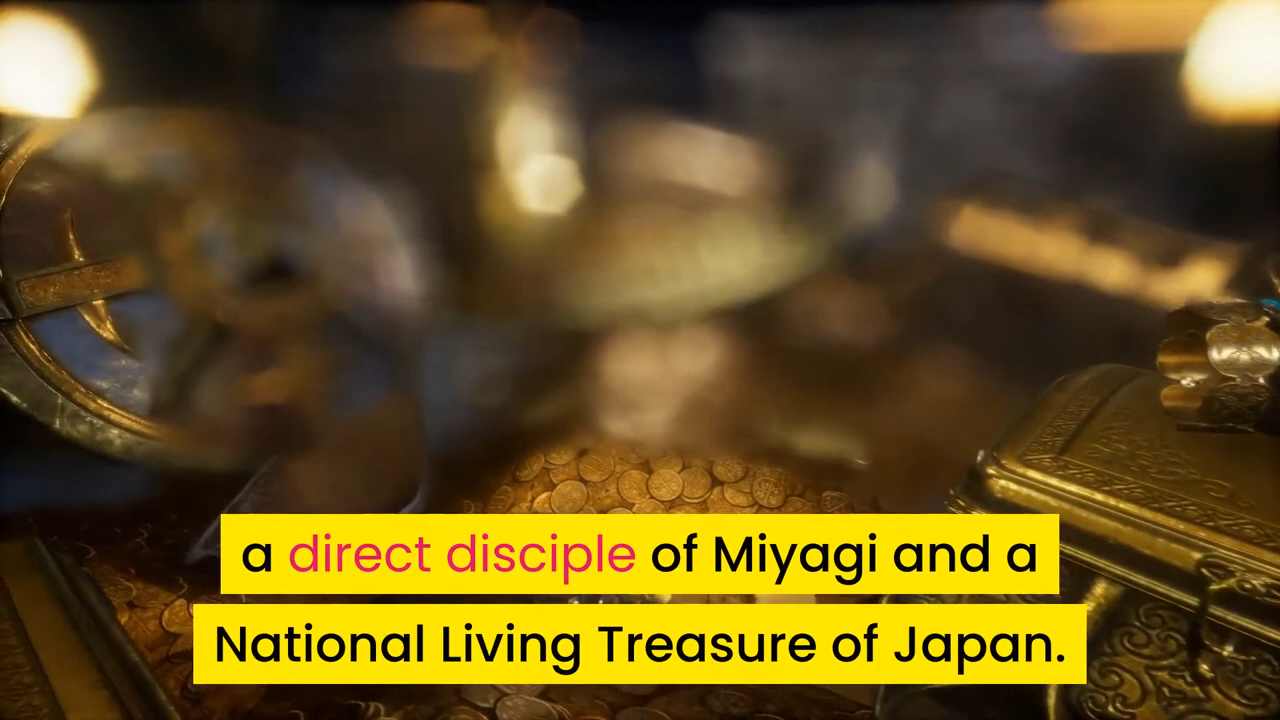 a direct disciple of Miyagi and a
National Living Treasure of Japan.